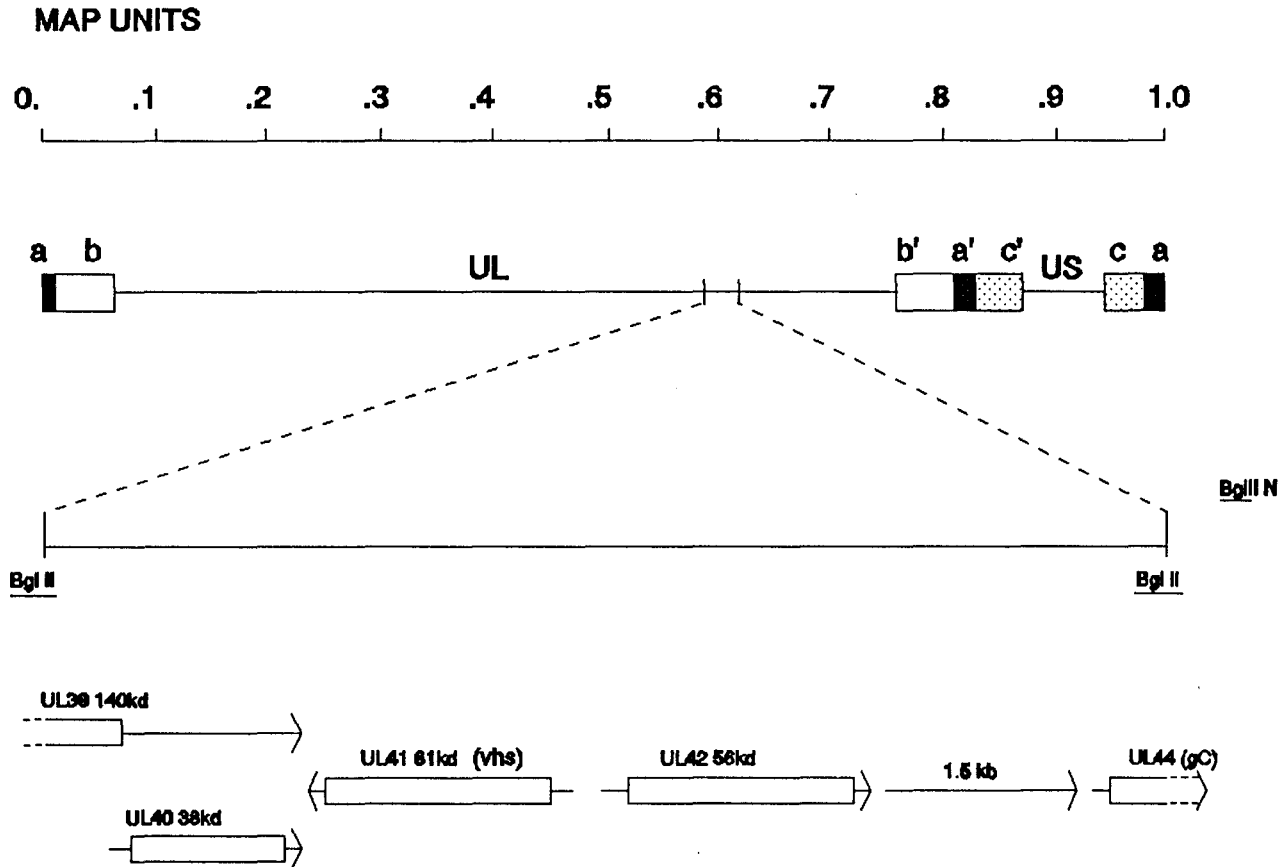 MAP UNITS
0. .1 .2 .3 .4 .5 .6 .7 .8 .9 1.0
a b UL b' a' c' US c a
BglII N
Bgl II Bgl II
UL39 140kd
UL41 61kd (vhs) UL42 56kd 1.5 kb UL44 (gC)
UL40 38kd